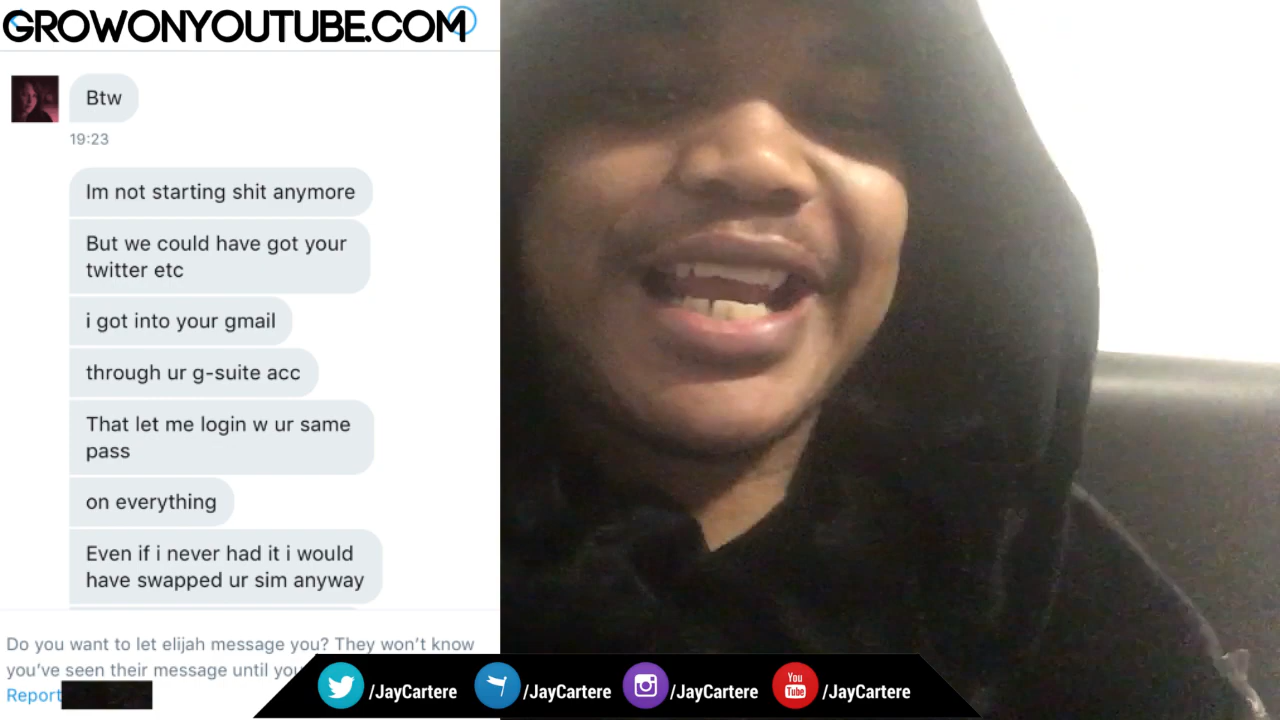 GROWONYOUTUBE.COM
Btw
19:23
Im not starting shit anymore
But we could have got your
twitter etc
i got into your gmail
through ur g-suite acc
That let me login w ur same
pass
on everything
Even if i never had it i would
have swapped ur sim anyway
Do you want to let elijah message you? They won’t know
you’ve seen their message until you
Report
/JayCartere
/JayCartere
/JayCartere
You
Tube
/JayCartere